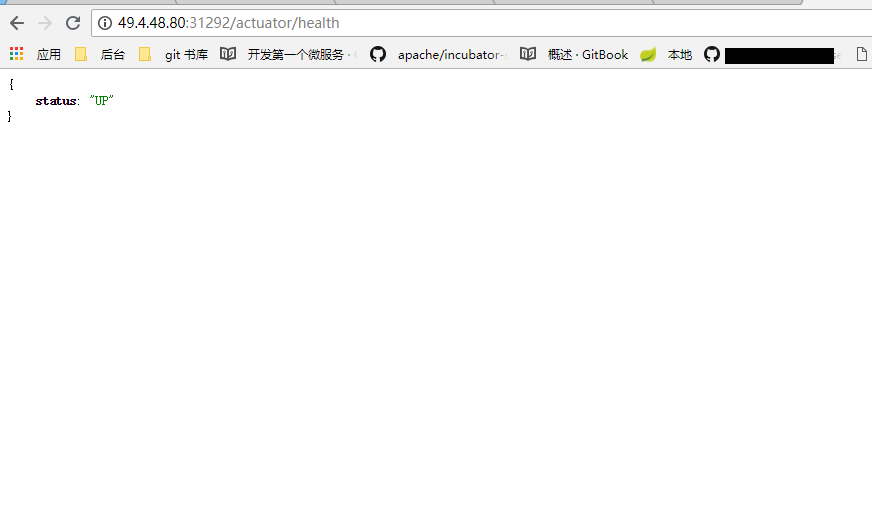 49.4.48.80:31292/actuator/health
应用 后台 git 书库 开发第一个微服务 · apache/incubator- 概述 · GitBook 本地
{
status: "UP"
}